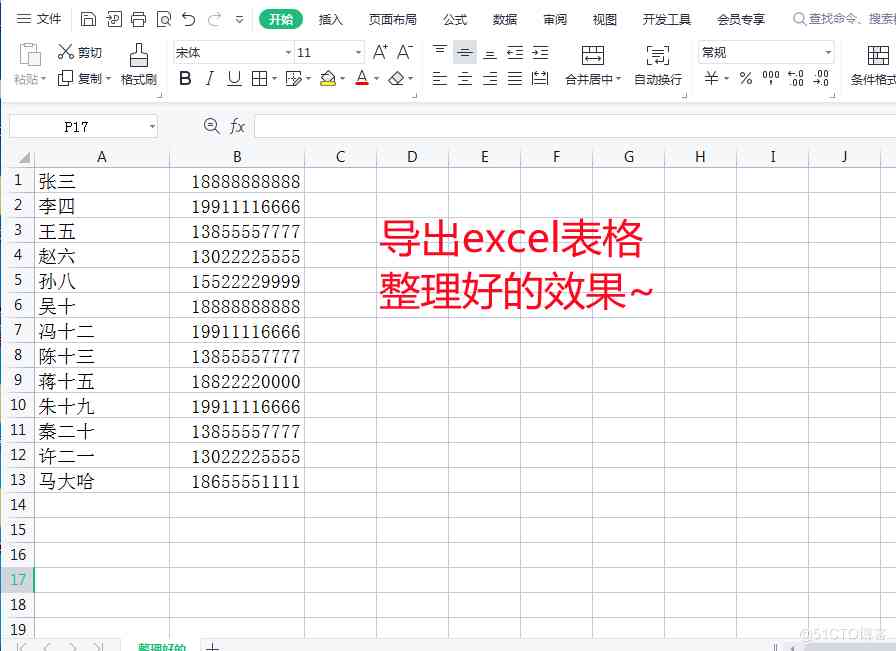 文件 开始 插入 页面布局 公式 数据 审阅 视图 开发工具 会员专享 查找命令、搜索
粘贴 剪切 复制 格式刷 宋体 11 合并居中 自动换行 常规 条件格式
B I U A A⁺ A⁻ ¥ % 000 .00 .0
P17 fx
A B C D E F G H I J
1 张三 18888888888
2 李四 19911116666
3 王五 13855557777
4 赵六 13022225555
5 孙八 15522229999
6 吴十 18888888888
7 冯十二 19911116666
8 陈十三 13855557777
9 蒋十五 18822220000
10 朱十九 19911116666
11 秦二十 13855557777
12 许二一 13022225555
13 马大哈 18655551111
14
15
16
17
18
19
导出excel表格
整理好的效果~
整理好的
@51CTO博客